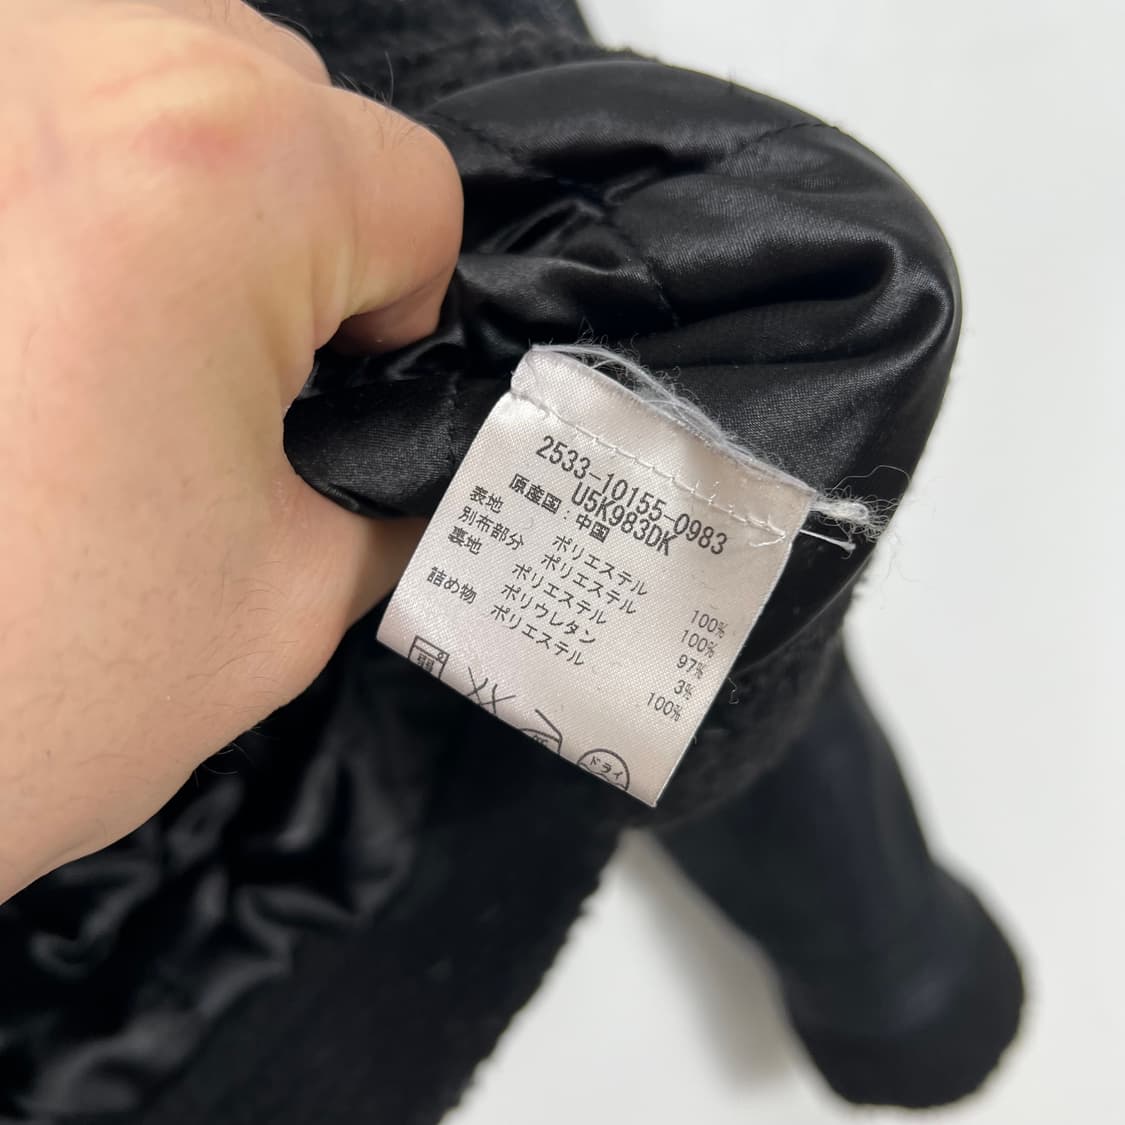 2533-10155-0983
U5K983DK
原産国:中国
表地 ポリエステル 100%
別布部分 ポリエステル 100%
裏地 ポリエステル 97%
ポリウレタン 3%
詰め物 ポリエステル 100%
弱
ドライ